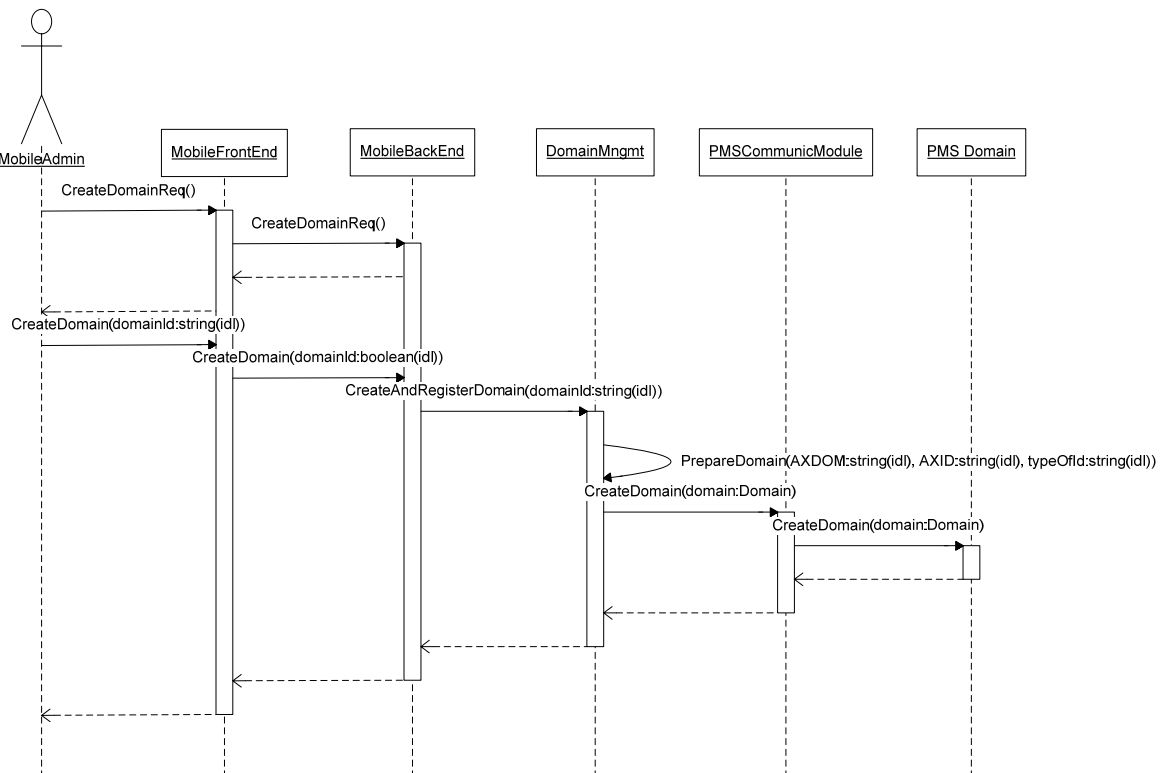 MobileAdmin
MobileFrontEnd
MobileBackEnd
DomainMngmt
PMSCommunicModule
PMS Domain
CreateDomainReq()
CreateDomainReq()
CreateDomain(domainId:string(idl))
CreateDomain(domainId:boolean(idl))
CreateAndRegisterDomain(domainId:string(idl))
PrepareDomain(AXDOM:string(idl), AXID:string(idl), typeOfId:string(idl))
CreateDomain(domain:Domain)
CreateDomain(domain:Domain)